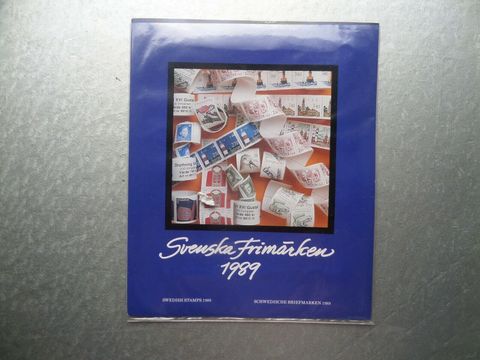 Svenska Frimärken
1989
SWEDISH STAMPS 1989
SCHWEDISCHE BRIEFMARKEN 1989